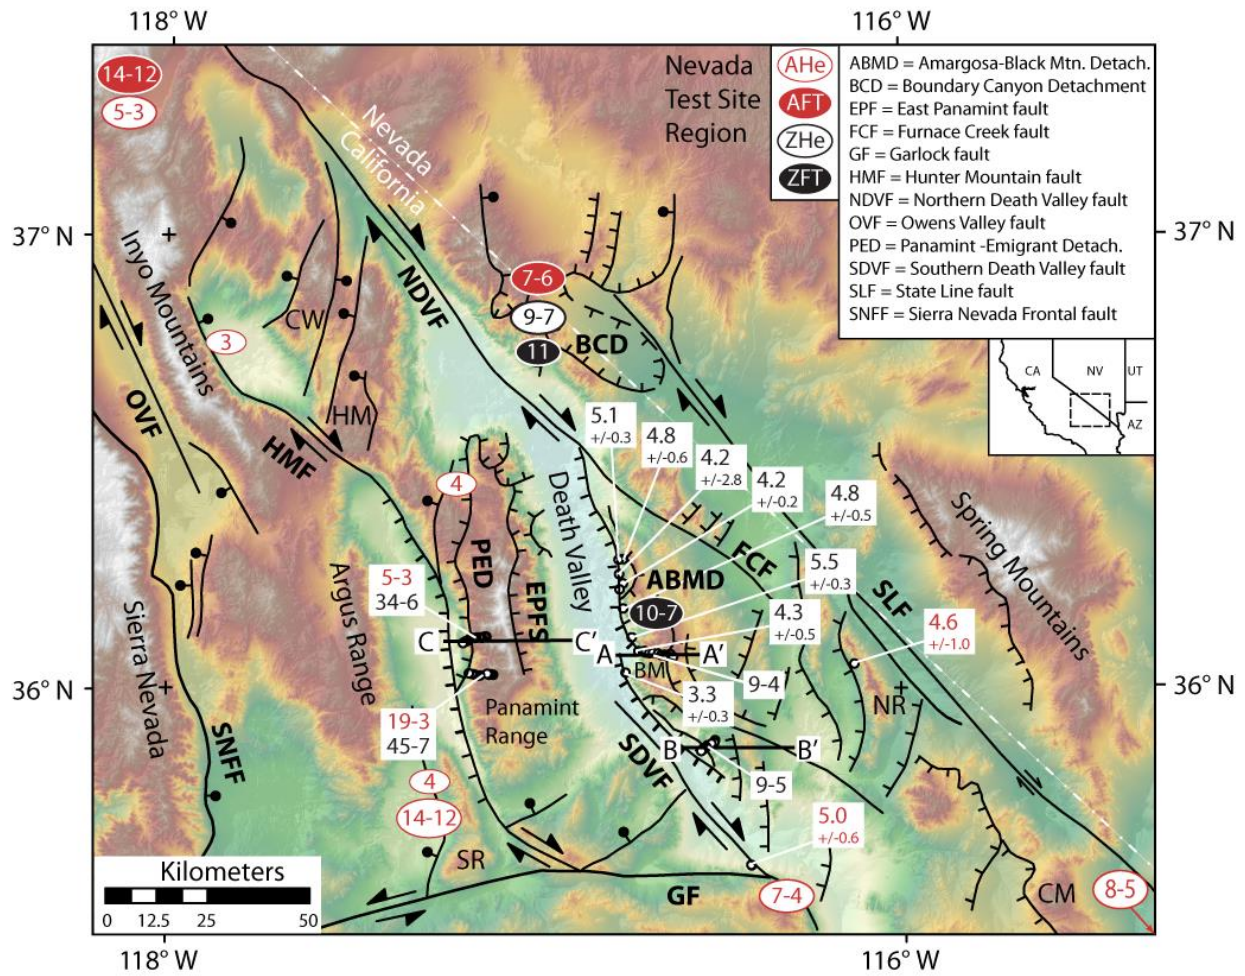 118° W
116° W
14-12
5-3
Nevada
Test Site
Region
AHe
AFT
ZHe
ZFT
ABMD = Amargosa-Black Mtn. Detach.
BCD = Boundary Canyon Detachment
EPF = East Panamint fault
FCF = Furnace Creek fault
GF = Garlock fault
HMF = Hunter Mountain fault
NDVF = Northern Death Valley fault
OVF = Owens Valley fault
PED = Panamint -Emigrant Detach.
SDVF = Southern Death Valley fault
SLF = State Line fault
SNFF = Sierra Nevada Frontal fault
Nevada
California
37° N
37° N
Inyo Mountains
NDVF
7-6
9-7
11
BCD
CW
3
CA
NV
UT
AZ
OVF
HM
HMF
5.1
+/-0.3
4.8
+/-0.6
4.2
+/-2.8
4.2
+/-0.2
4.8
+/-0.5
4
Death Valley
Spring Mountains
PED
EPFS
FCF
ABMD
5.5
+/-0.3
SLF
Argus Range
5-3
34-6
10-7
4.3
+/-0.5
4.6
+/-1.0
Sierra Nevada
C
C'
A
A'
BM
9-4
36° N
36° N
3.3
+/-0.3
NR
19-3
45-7
Panamint
Range
SNFF
SDVF
B
B'
9-5
4
14-12
5.0
+/-0.6
SR
GF
7-4
CM
8-5
Kilometers
0
12.5
25
50
118° W
116° W